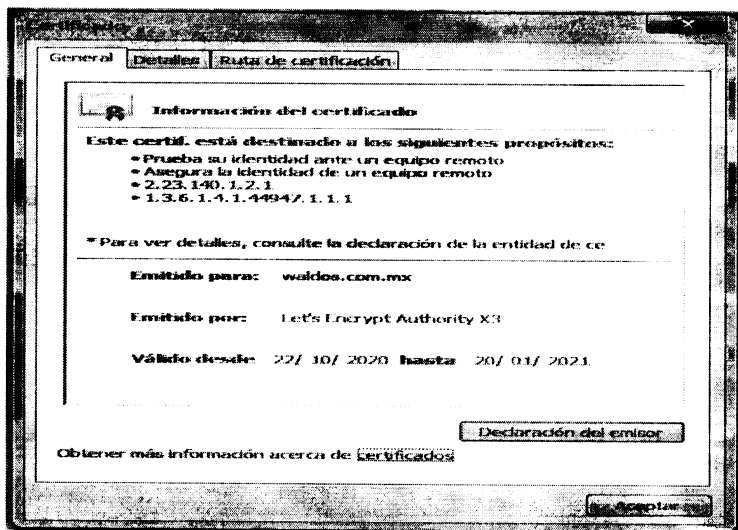 Certificado
General Detalles Ruta de certificación
Información del certificado
Este certif. está destinado a los siguientes propósitos:
• Prueba su identidad ante un equipo remoto
• Asegura la identidad de un equipo remoto
• 2.23.140.1.2.1
• 1.3.6.1.4.1.44947.1.1.1
* Para ver detalles, consulte la declaración de la entidad de ce
Emitido para: waldos.com.mx
Emitido por: Let's Encrypt Authority X3
Válido desde 22/ 10/ 2020 hasta 20/ 01/ 2021
Declaración del emisor
Obtener más información acerca de certificados
Aceptar